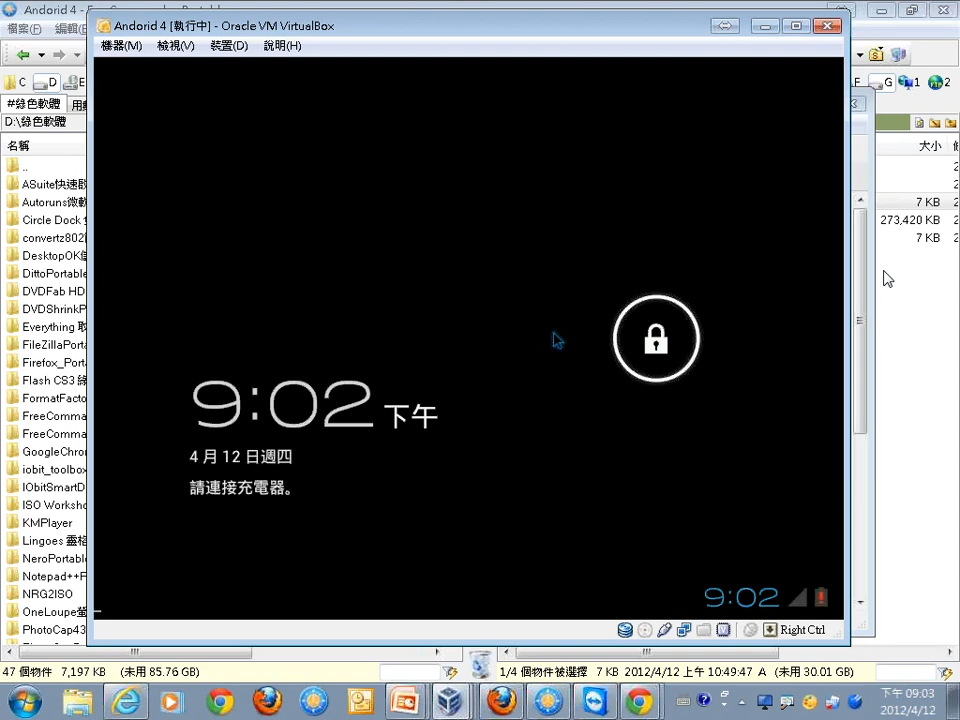 Andorid 4 [執行中] - Oracle VM VirtualBox
檔案(F)
機器(M) 檢視(V) 裝置(D) 說明(H)
C D E
G 1 2
#綠色軟體
D:\綠色軟體
名稱
大小
..
ASuite快速啟
Autoruns微軟
7 KB
Circle Dock
273,420 KB
convertz802
7 KB
DesktopOK
DittoPortable
DVDFab HD
DVDShrinkP
Everything 取
FileZillaPorta
Firefox_Port
Flash CS3 綠
FormatFacto
FreeComma
FreeComma
GoogleChro
iobit_toolbox
IObitSmartD
ISO Worksho
KMPlayer
Lingoes 靈格
NeroPortabl
Notepad++F
NRG2ISO
OneLoupe螢
PhotoCap43
9:02 下午
4 月 12 日週四
請連接充電器。
9:02
Right Ctrl
47 個物件 7,197 KB (未用 85.76 GB)
1/4 個物件被選擇 7 KB 2012/4/12 上午 10:49:47 A (未用 30.01 GB)
下午 09:03
2012/4/12